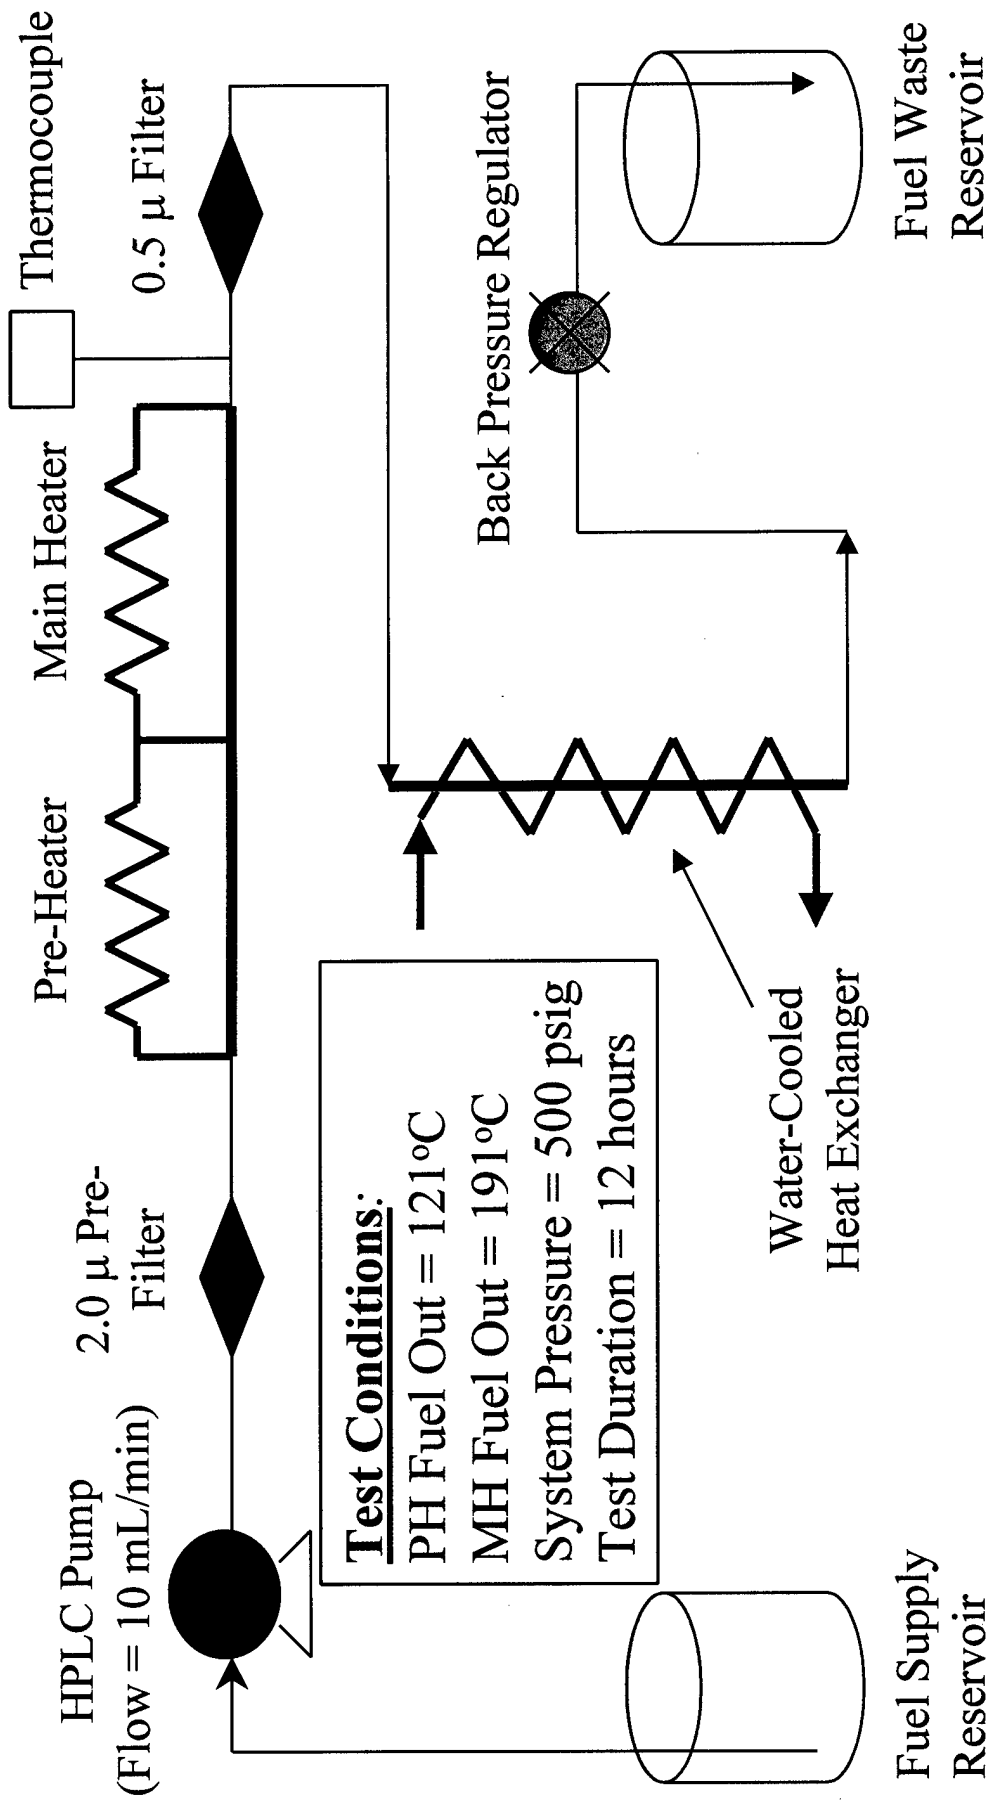 HPLC Pump
(Flow = 10 mL/min)
2.0 μ Pre-
Filter
Pre-Heater
Main Heater
Thermocouple
0.5 μ Filter
Test Conditions:
PH Fuel Out = 121ºC
MH Fuel Out = 191ºC
System Pressure = 500 psig
Test Duration = 12 hours
Back Pressure Regulator
Water-Cooled
Heat Exchanger
Fuel Supply
Reservoir
Fuel Waste
Reservoir